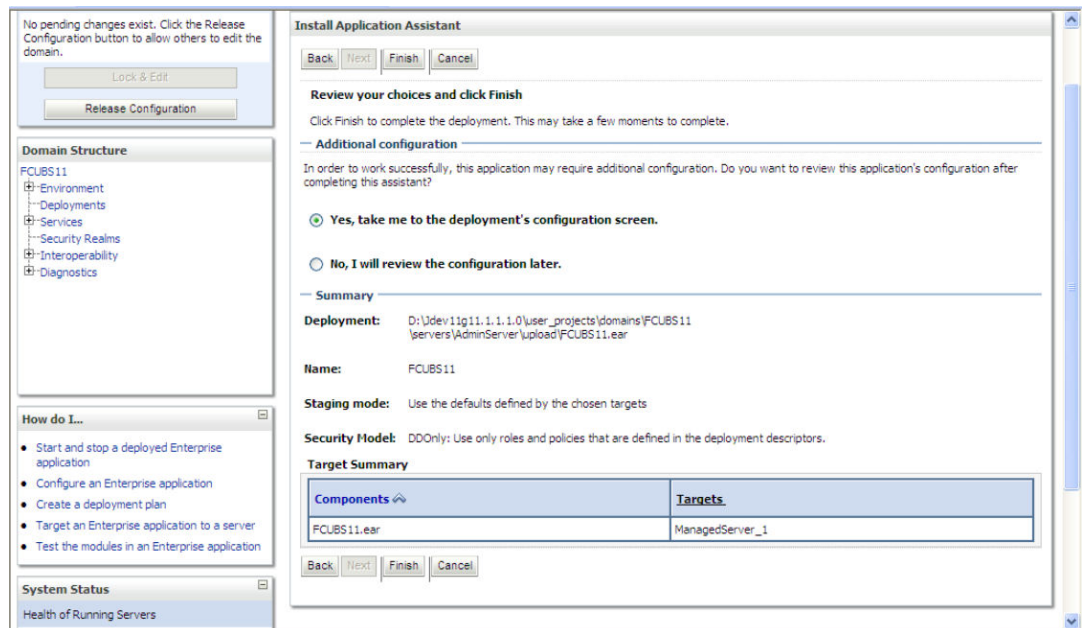 No pending changes exist. Click the Release
Configuration button to allow others to edit the
domain.
Lock & Edit
Release Configuration
Domain Structure
FCUBS11
Environment
Deployments
Services
Security Realms
Interoperability
Diagnostics
How do I...
Start and stop a deployed Enterprise
application
Configure an Enterprise application
Create a deployment plan
Target an Enterprise application to a server
Test the modules in an Enterprise application
System Status
Health of Running Servers
Install Application Assistant
Back Next Finish Cancel
Review your choices and click Finish
Click Finish to complete the deployment. This may take a few moments to complete.
Additional configuration
In order to work successfully, this application may require additional configuration. Do you want to review this application's configuration after
completing this assistant?
Yes, take me to the deployment's configuration screen.
No, I will review the configuration later.
Summary
Deployment: D:\Jdev11g11.1.1.1.0\user_projects\domains\FCUBS11
\servers\AdminServer\upload\FCUBS11.ear
Name: FCUBS11
Staging mode: Use the defaults defined by the chosen targets
Security Model: DDOnly: Use only roles and policies that are defined in the deployment descriptors.
Target Summary
Components Targets
FCUBS11.ear ManagedServer_1
Back Next Finish Cancel